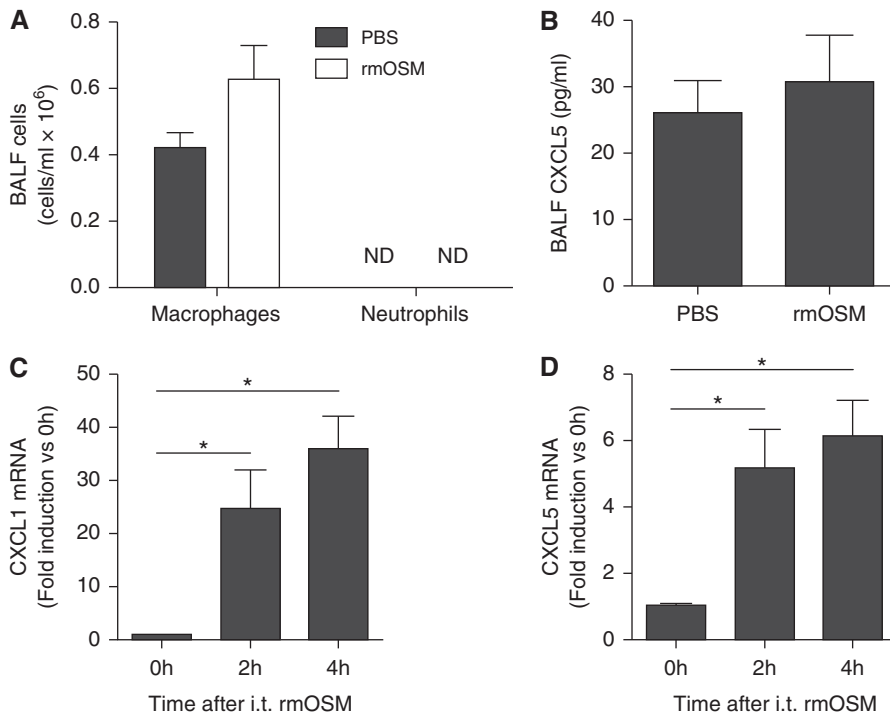 A
BALF cells
(cells/ml × 10⁶)
0.8
0.6
0.4
0.2
0.0
PBS
rmOSM
ND
ND
Macrophages
Neutrophils
B
BALF CXCL5 (pg/ml)
40
30
20
10
0
PBS
rmOSM
C
CXCL1 mRNA
(Fold induction vs 0h)
50
40
30
20
10
0
*
*
0h
2h
4h
Time after i.t. rmOSM
D
CXCL5 mRNA
(Fold induction vs 0h)
8
6
4
2
0
*
*
0h
2h
4h
Time after i.t. rmOSM